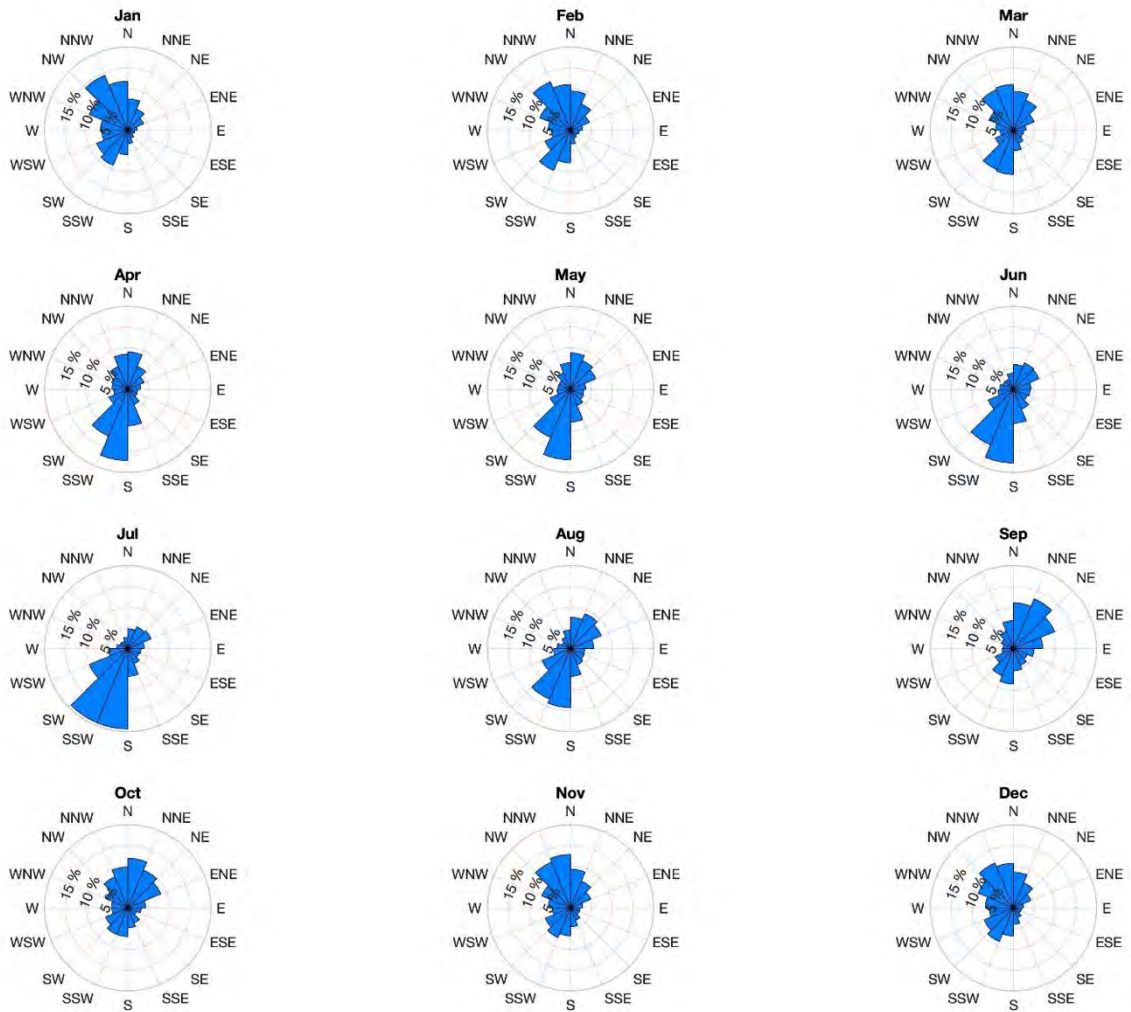 Jan
N
NNW NNE
NW NE
WNW ENE
15 %
10 %
5 %
W E
WSW ESE
SW SE
SSW SSE
S
Feb
N
NNW NNE
NW NE
WNW ENE
15 %
10 %
5 %
W E
WSW ESE
SW SE
SSW SSE
S
Mar
N
NNW NNE
NW NE
WNW ENE
15 %
10 %
5 %
W E
WSW ESE
SW SE
SSW SSE
S
Apr
N
NNW NNE
NW NE
WNW ENE
15 %
10 %
5 %
W E
WSW ESE
SW SE
SSW SSE
S
May
N
NNW NNE
NW NE
WNW ENE
15 %
10 %
5 %
W E
WSW ESE
SW SE
SSW SSE
S
Jun
N
NNW NNE
NW NE
WNW ENE
15 %
10 %
5 %
W E
WSW ESE
SW SE
SSW SSE
S
Jul
N
NNW NNE
NW NE
WNW ENE
15 %
10 %
5 %
W E
WSW ESE
SW SE
SSW SSE
S
Aug
N
NNW NNE
NW NE
WNW ENE
15 %
10 %
5 %
W E
WSW ESE
SW SE
SSW SSE
S
Sep
N
NNW NNE
NW NE
WNW ENE
15 %
10 %
5 %
W E
WSW ESE
SW SE
SSW SSE
S
Oct
N
NNW NNE
NW NE
WNW ENE
15 %
10 %
5 %
W E
WSW ESE
SW SE
SSW SSE
S
Nov
N
NNW NNE
NW NE
WNW ENE
15 %
10 %
5 %
W E
WSW ESE
SW SE
SSW SSE
S
Dec
N
NNW NNE
NW NE
WNW ENE
15 %
10 %
5 %
W E
WSW ESE
SW SE
SSW SSE
S